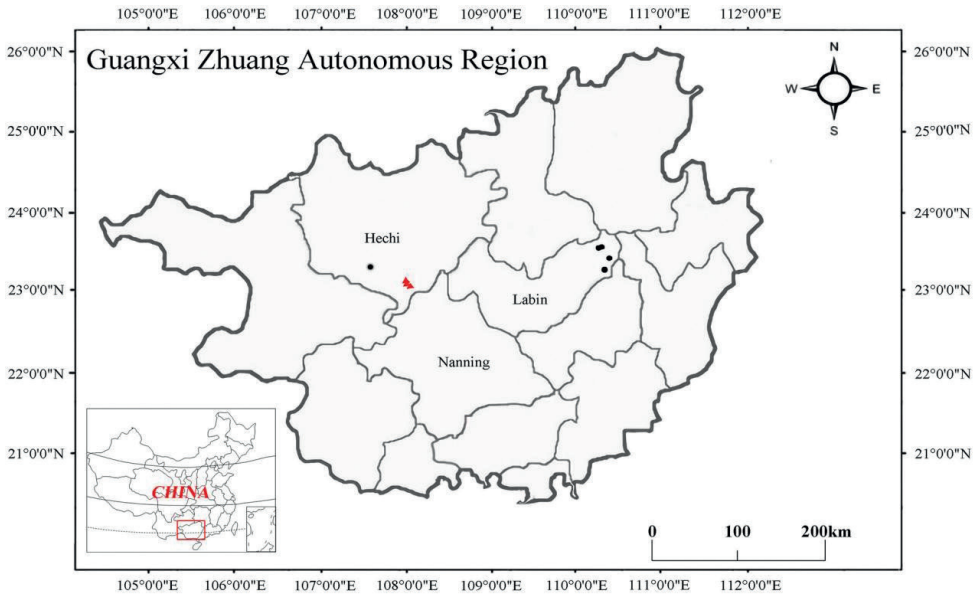 105°0'0"E 106°0'0"E 107°0'0"E 108°0'0"E 109°0'0"E 110°0'0"E 111°0'0"E 112°0'0"E
26°0'0"N 26°0'0"N
Guangxi Zhuang Autonomous Region
N
W E
S
25°0'0"N 25°0'0"N
24°0'0"N 24°0'0"N
Hechi
23°0'0"N 23°0'0"N
Labin
Nanning
22°0'0"N 22°0'0"N
21°0'0"N 21°0'0"N
CHINA
0 100 200km
105°0'0"E 106°0'0"E 107°0'0"E 108°0'0"E 109°0'0"E 110°0'0"E 111°0'0"E 112°0'0"E